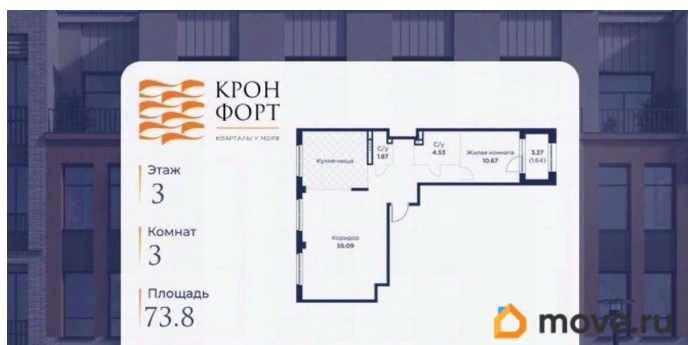 КРОН
ФОРТ
КВАРТАЛЫ У МОРЯ
Этаж
3
Комнат
3
Площадь
73.8
Кухня-ниша
С/у
1.87
С/у
4.53
Жилая комната
10.67
3.27
(1.64)
Коридор
55.09
move.ru